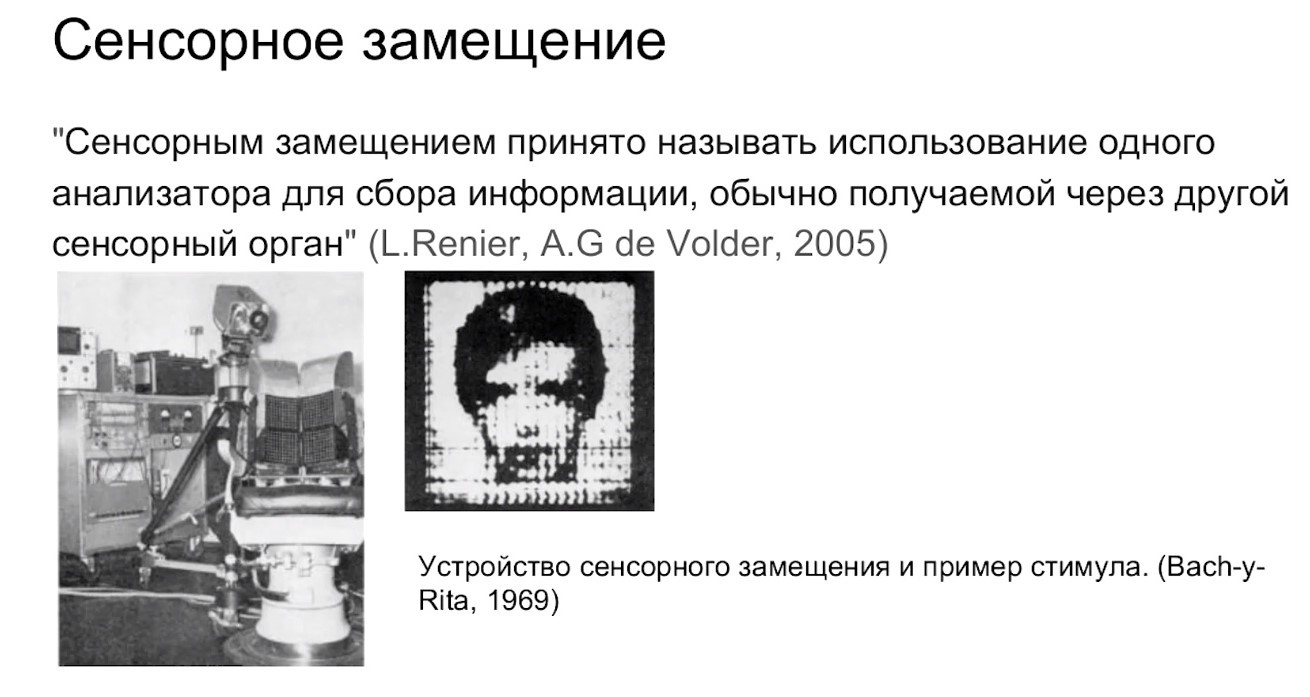 Сенсорное замещение
"Сенсорным замещением принято называть использование одного
анализатора для сбора информации, обычно получаемой через другой
сенсорный орган" (L.Renier, A.G de Volder, 2005)
Устройство сенсорного замещения и пример стимула. (Bach-y-
Rita, 1969)